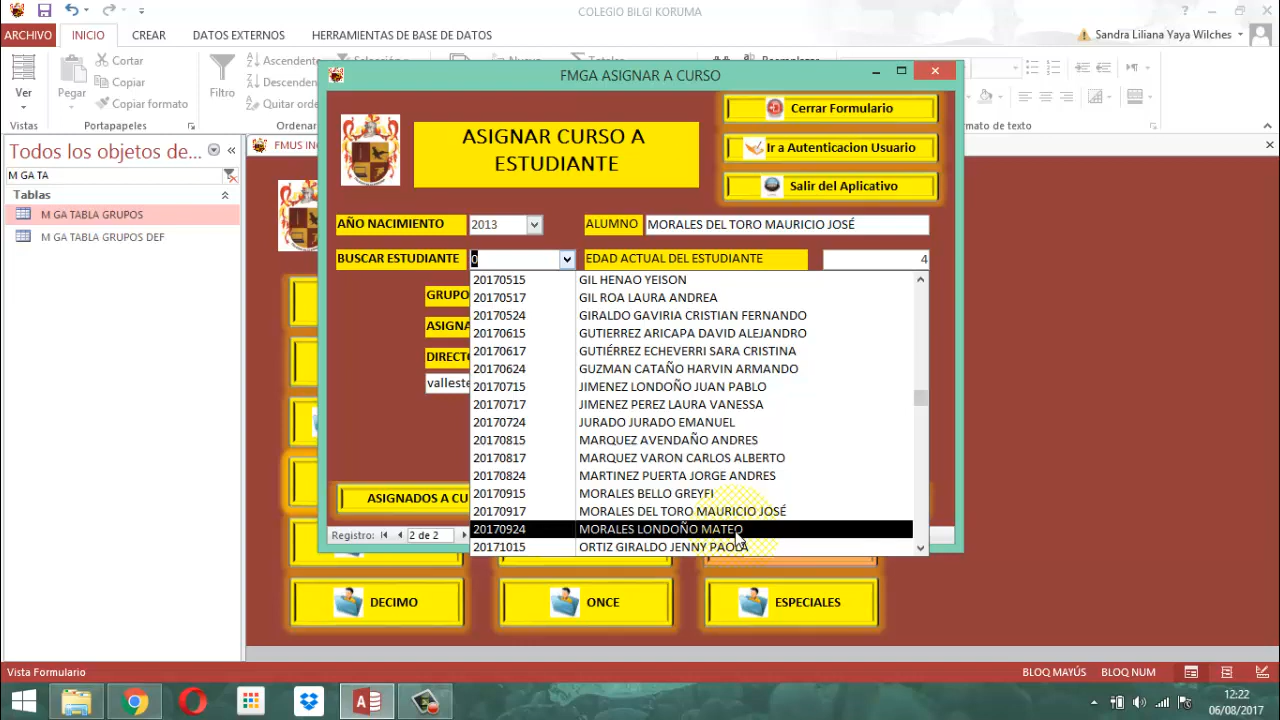 COLEGIO BILGI KORUMA
ARCHIVO INICIO CREAR DATOS EXTERNOS HERRAMIENTAS DE BASE DE DATOS
Sandra Liliana Yaya Wilches
Ver
Pegar
Cortar
Copiar
Copiar formato
Filtro
Ascendente
Descenden
Quitar orde
Vistas
Portapapeles
Ordenar
mato de texto
Todos los objetos de...
M GA TA
Tablas
M GA TABLA GRUPOS
M GA TABLA GRUPOS DEF
FMGA ASIGNAR A CURSO
ASIGNAR CURSO A
ESTUDIANTE
Cerrar Formulario
Ir a Autenticacion Usuario
Salir del Aplicativo
AÑO NACIMIENTO 2013 ALUMNO MORALES DEL TORO MAURICIO JOSÉ
BUSCAR ESTUDIANTE 0 EDAD ACTUAL DEL ESTUDIANTE 4
GRUPO
ASIGNA
DIRECTO
valleste
20170515 GIL HENAO YEISON
20170517 GIL ROA LAURA ANDREA
20170524 GIRALDO GAVIRIA CRISTIAN FERNANDO
20170615 GUTIERREZ ARICAPA DAVID ALEJANDRO
20170617 GUTIÉRREZ ECHEVERRI SARA CRISTINA
20170624 GUZMAN CATAÑO HARVIN ARMANDO
20170715 JIMENEZ LONDOÑO JUAN PABLO
20170717 JIMENEZ PEREZ LAURA VANESSA
20170724 JURADO JURADO EMANUEL
20170815 MARQUEZ AVENDAÑO ANDRES
20170817 MARQUEZ VARON CARLOS ALBERTO
20170824 MARTINEZ PUERTA JORGE ANDRES
20170915 MORALES BELLO GREYFI
20170917 MORALES DEL TORO MAURICIO JOSÉ
20170924 MORALES LONDOÑO MATEO
20171015 ORTIZ GIRALDO JENNY PAOLA
ASIGNADOS A CU
Registro: 2 de 2
DECIMO ONCE ESPECIALES
Vista Formulario BLOQ MAYÚS BLOQ NUM
12:22
06/08/2017